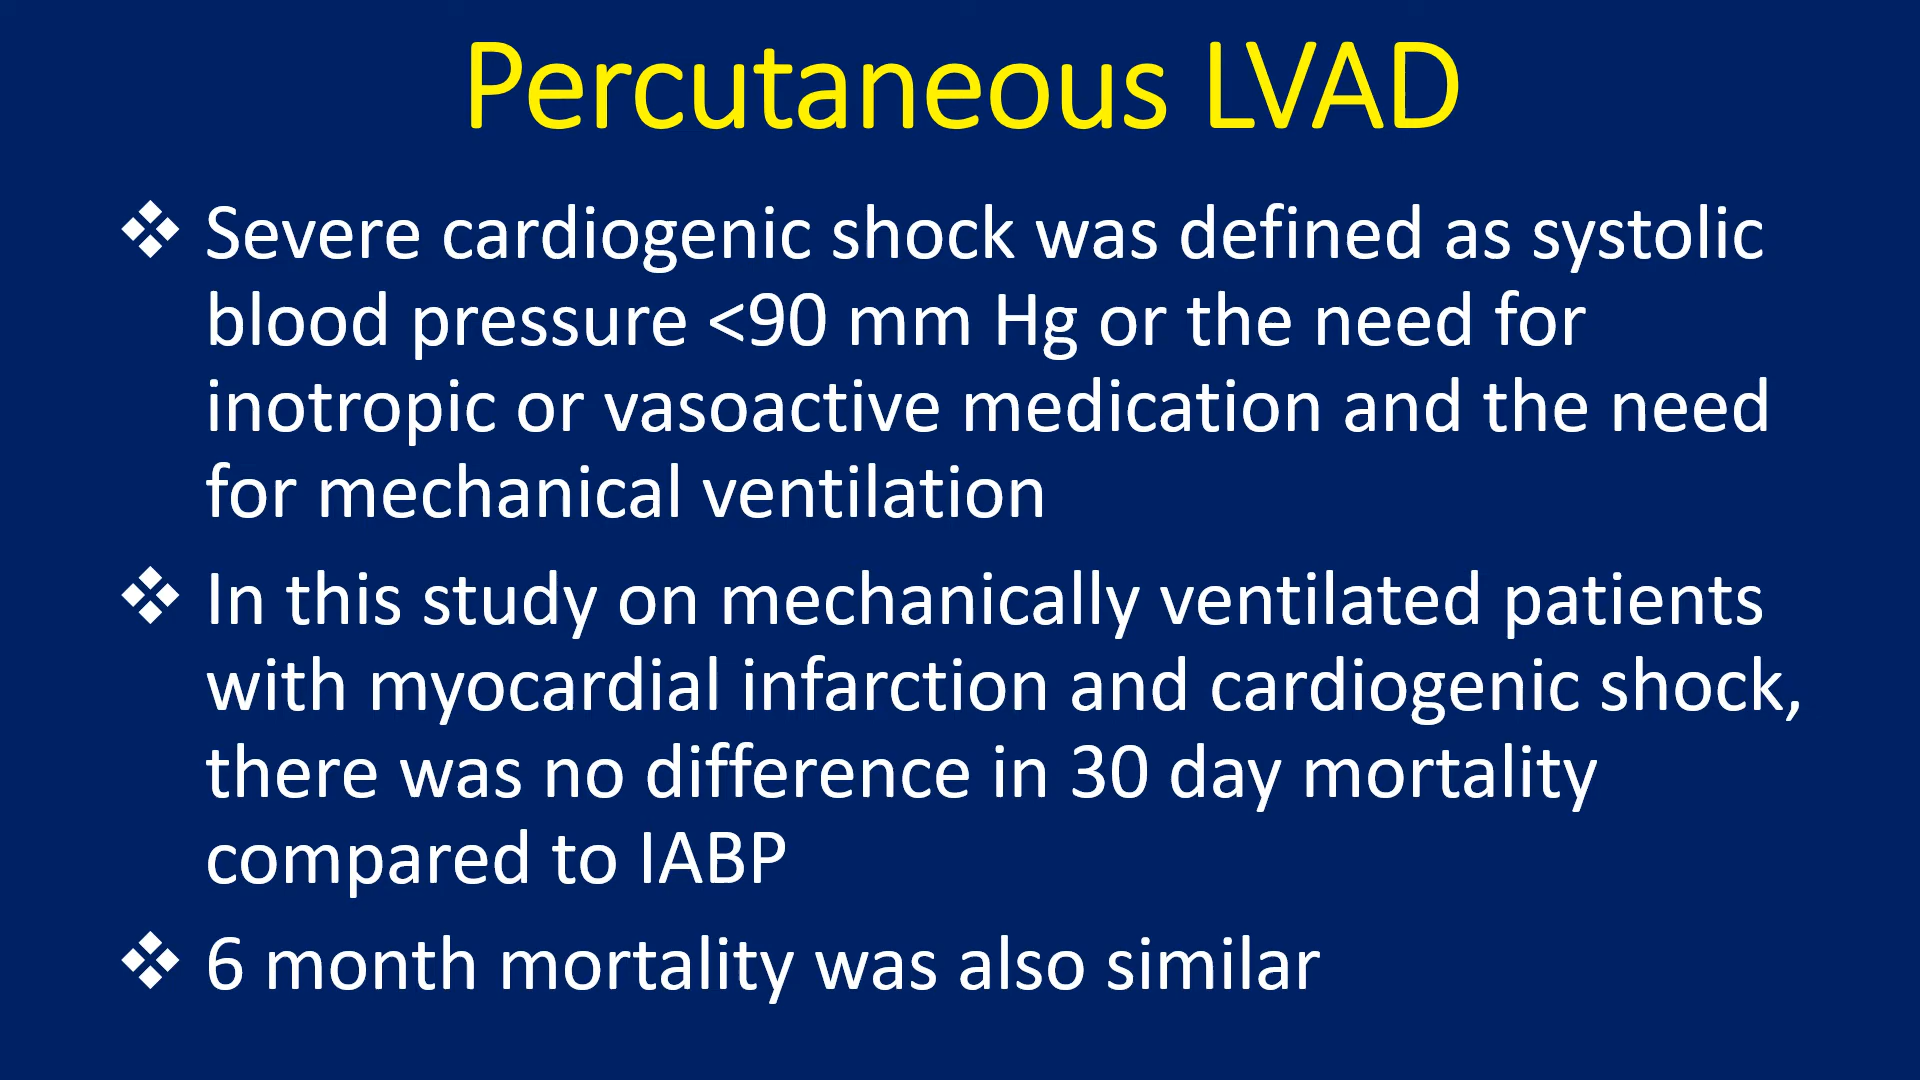 Percutaneous LVAD
❖ Severe cardiogenic shock was defined as systolic
blood pressure <90 mm Hg or the need for
inotropic or vasoactive medication and the need
for mechanical ventilation
❖ In this study on mechanically ventilated patients
with myocardial infarction and cardiogenic shock,
there was no difference in 30 day mortality
compared to IABP
❖ 6 month mortality was also similar